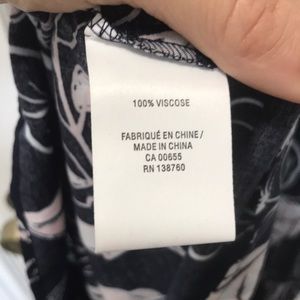 100% VISCOSE
FABRIQUÉ EN CHINE /
MADE IN CHINA
CA 00655
RN 138760